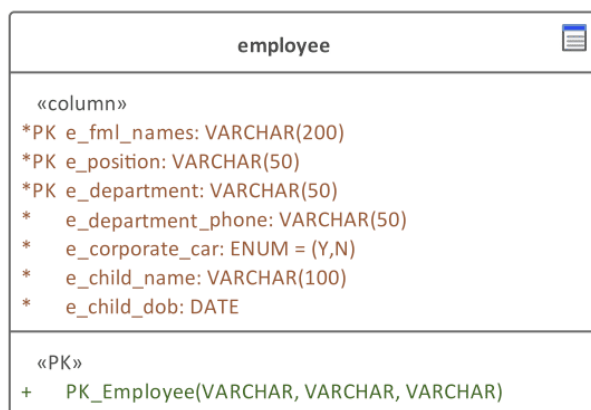 employee
«column»
*PK e_fml_names: VARCHAR(200)
*PK e_position: VARCHAR(50)
*PK e_department: VARCHAR(50)
* e_department_phone: VARCHAR(50)
* e_corporate_car: ENUM = (Y,N)
* e_child_name: VARCHAR(100)
* e_child_dob: DATE
«PK»
+ PK_Employee(VARCHAR, VARCHAR, VARCHAR)